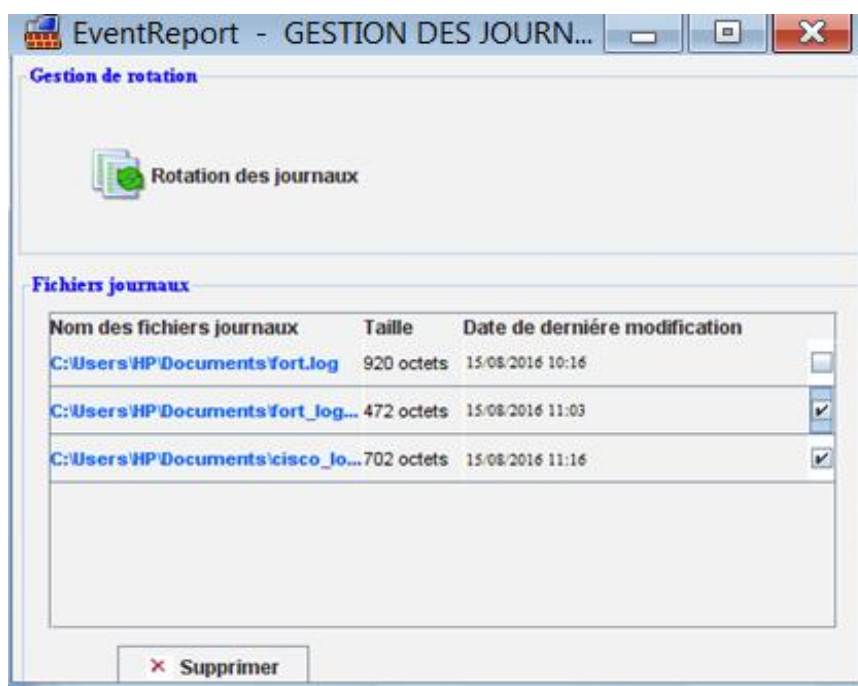 EventReport - GESTION DES JOURN...
Gestion de rotation
Rotation des journaux
Fichiers journaux
Nom des fichiers journaux Taille Date de derniére modification
C:\Users\HP\Documents\fort.log 920 octets 15/08/2016 10:16
C:\Users\HP\Documents\fort_log... 472 octets 15/08/2016 11:03
C:\Users\HP\Documents\cisco_lo... 702 octets 15/08/2016 11:16
Supprimer